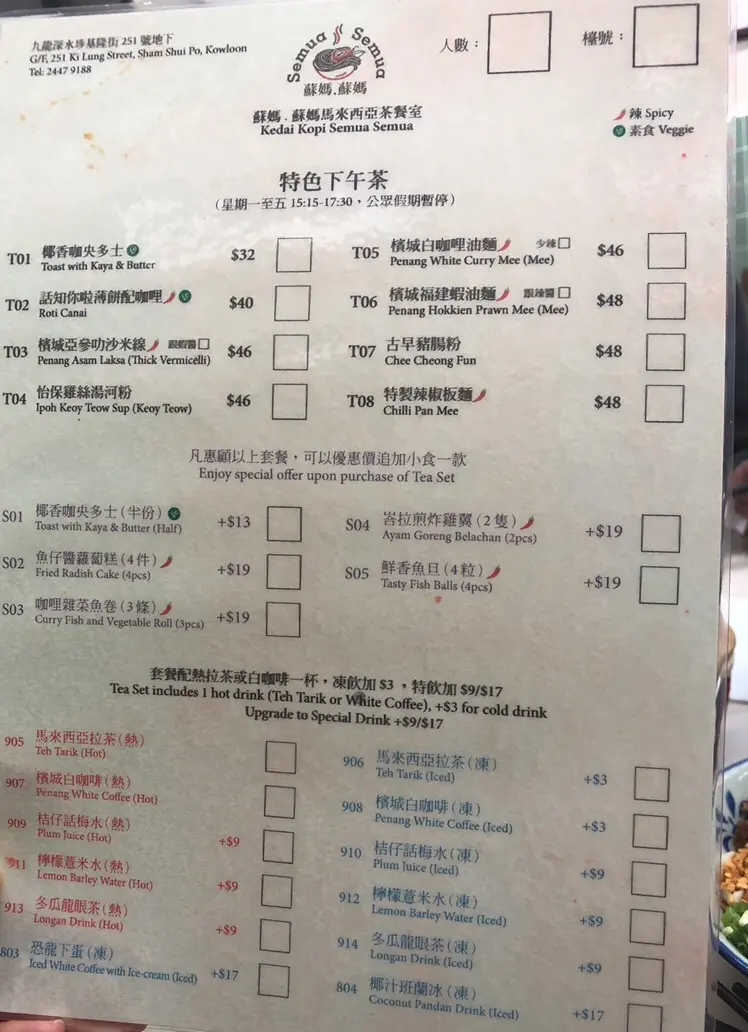 九龍深水埗基隆街 251 號地下
G/F, 251 Ki Lung Street, Sham Shui Po, Kowloon
Tel: 2447 9188
Semua Semua
蘇媽.蘇媽
人數：
檯號：
蘇媽．蘇媽馬來西亞茶餐室
Kedai Kopi Semua Semua
辣 Spicy
素食 Veggie
特色下午茶
(星期一至五 15:15-17:30，公眾假期暫停)
T01 椰香咖央多士 $32
Toast with Kaya & Butter
T02 話知你啦薄餅配咖喱 $40
Roti Canai
T03 檳城亞參叻沙米線 跟蝦醬 $46
Penang Asam Laksa (Thick Vermicelli)
T04 怡保雞絲湯河粉 $46
Ipoh Keoy Teow Sup (Keoy Teow)
T05 檳城白咖喱油麵 少辣 $46
Penang White Curry Mee (Mee)
T06 檳城福建蝦油麵 跟辣醬 $48
Penang Hokkien Prawn Mee (Mee)
T07 古早豬腸粉 $48
Chee Cheong Fun
T08 特製辣椒板麵 $48
Chilli Pan Mee
凡惠顧以上套餐，可以優惠價追加小食一款
Enjoy special offer upon purchase of Tea Set
S01 椰香咖央多士 (半份) +$13
Toast with Kaya & Butter (Half)
S02 魚仔醬蘿蔔糕 (4件) +$19
Fried Radish Cake (4pcs)
S03 咖喱雜菜魚卷 (3條) +$19
Curry Fish and Vegetable Roll (3pcs)
S04 峇拉煎炸雞翼 (2隻) +$19
Ayam Goreng Belachan (2pcs)
S05 鮮香魚旦 (4粒) +$19
Tasty Fish Balls (4pcs)
套餐配熱拉茶或白咖啡一杯，凍飲加 $3 ，特飲加 $9/$17
Tea Set includes 1 hot drink (Teh Tarik or White Coffee), +$3 for cold drink
Upgrade to Special Drink +$9/$17
905 馬來西亞拉茶 (熱)
Teh Tarik (Hot)
907 檳城白咖啡 (熱)
Penang White Coffee (Hot)
909 桔仔話梅水 (熱) +$9
Plum Juice (Hot)
911 檸檬薏米水 (熱) +$9
Lemon Barley Water (Hot)
913 冬瓜龍眼茶 (熱) +$9
Longan Drink (Hot)
803 恐龍下蛋 (凍) +$17
Iced White Coffee with Ice-cream (Iced)
906 馬來西亞拉茶 (凍) +$3
Teh Tarik (Iced)
908 檳城白咖啡 (凍) +$3
Penang White Coffee (Iced)
910 桔仔話梅水 (凍) +$9
Plum Juice (Iced)
912 檸檬薏米水 (凍) +$9
Lemon Barley Water (Iced)
914 冬瓜龍眼茶 (凍) +$9
Longan Drink (Iced)
804 椰汁班蘭冰 (凍) +$17
Coconut Pandan Drink (Iced)